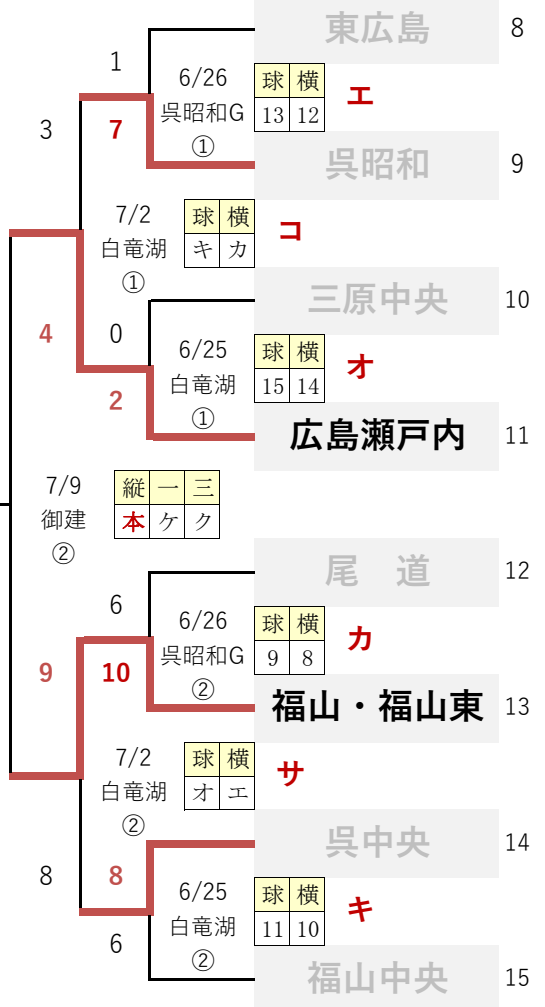 東広島 8
1
6/26 球 横 エ
呉昭和G 13 12
①
7
3
呉昭和 9
7/2 球 横 コ
白竜湖 キ カ
①
三原中央 10
4
0
6/25 球 横 オ
白竜湖 15 14
①
2
広島瀬戸内 11
7/9 縦 一 三
御建 本 ケ ク
②
尾 道 12
6
6/26 球 横 カ
呉昭和G 9 8
②
9
10
福山・福山東 13
7/2 球 横 サ
白竜湖 オ エ
②
呉中央 14
8
8
6/25 球 横 キ
白竜湖 11 10
②
6
福山中央 15